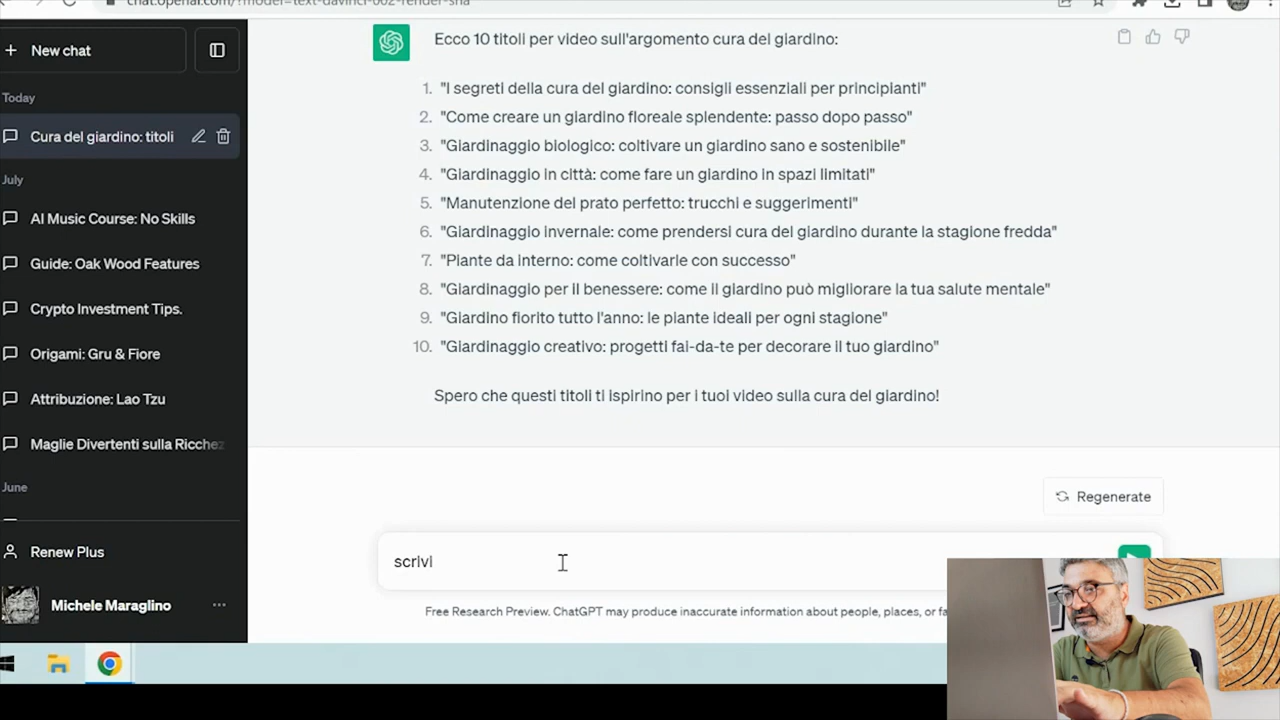 chat.openai.com/?model=text-davinci-002-render-sha
New chat
Today
Cura del giardino: titoli
July
AI Music Course: No Skills
Guide: Oak Wood Features
Crypto Investment Tips.
Origami: Gru & Fiore
Attribuzione: Lao Tzu
Maglie Divertenti sulla Ricchez
June
Renew Plus
Michele Maraglino
Ecco 10 titoli per video sull'argomento cura del giardino:
1. "I segreti della cura del giardino: consigli essenziali per principianti"
2. "Come creare un giardino floreale splendente: passo dopo passo"
3. "Giardinaggio biologico: coltivare un giardino sano e sostenibile"
4. "Giardinaggio in città: come fare un giardino in spazi limitati"
5. "Manutenzione del prato perfetto: trucchi e suggerimenti"
6. "Giardinaggio invernale: come prendersi cura del giardino durante la stagione fredda"
7. "Piante da interno: come coltivarle con successo"
8. "Giardinaggio per il benessere: come il giardino può migliorare la tua salute mentale"
9. "Giardino fiorito tutto l'anno: le piante ideali per ogni stagione"
10. "Giardinaggio creativo: progetti fai-da-te per decorare il tuo giardino"
Spero che questi titoli ti ispirino per i tuoi video sulla cura del giardino!
Regenerate
scrivi
Free Research Preview. ChatGPT may produce inaccurate information about people, places, or fa